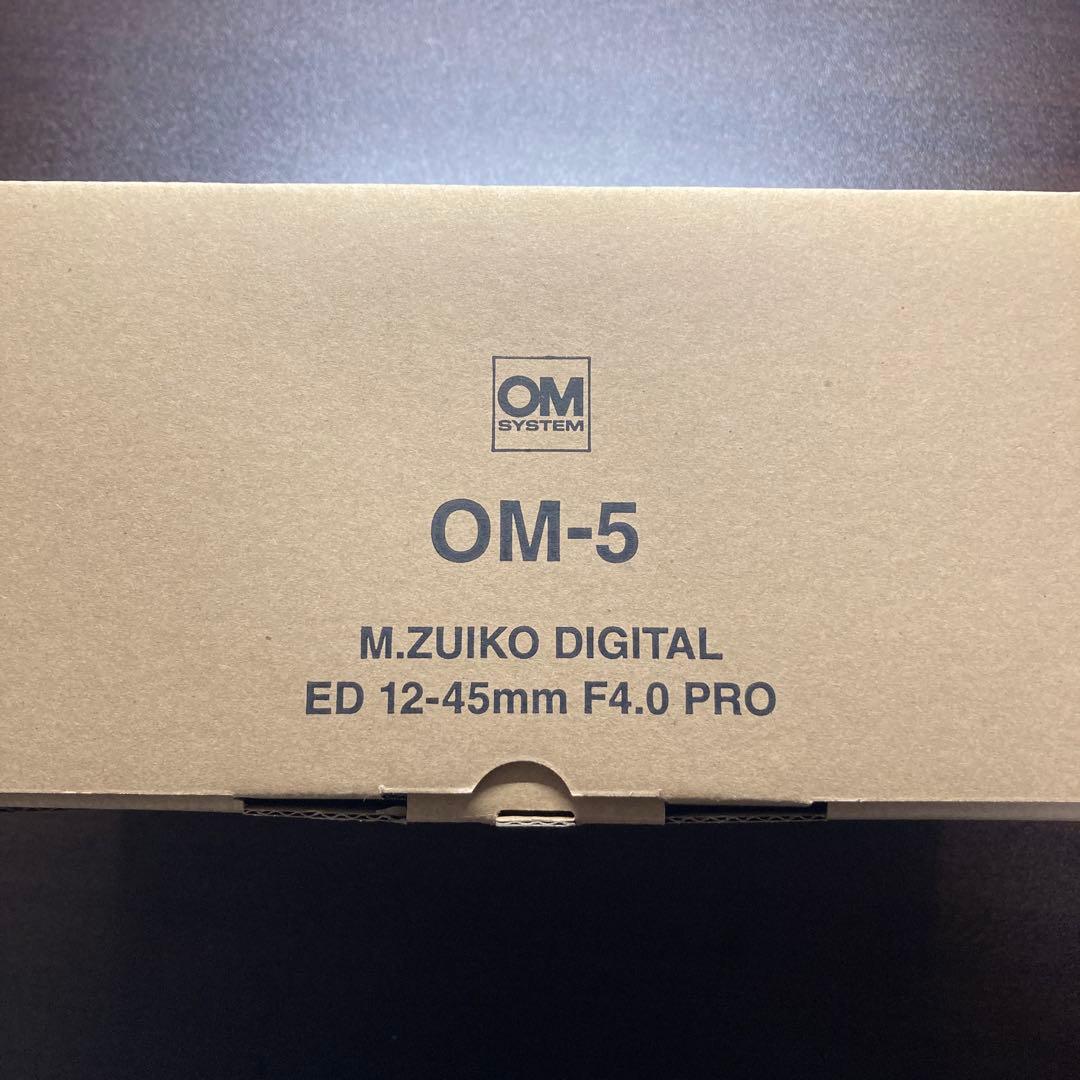 OM
SYSTEM
OM-5
M.ZUIKO DIGITAL
ED 12-45mm F4.0 PRO